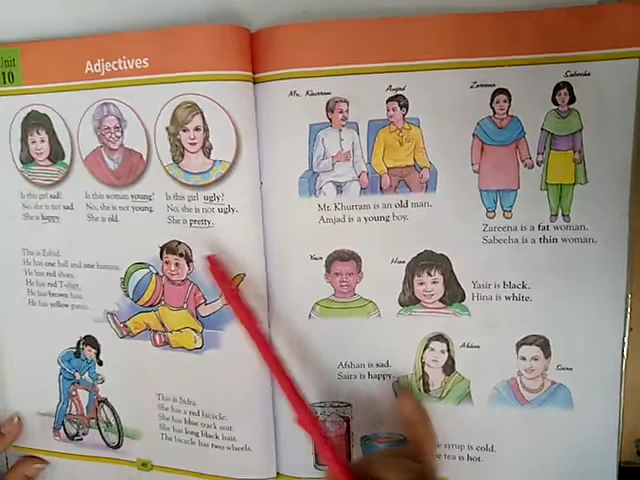 Unit
10
Adjectives
Is this girl sad?
No, she is not sad.
She is happy.
Is this woman young?
No, she is not young.
She is old.
Is this girl ugly?
No, she is not ugly.
She is pretty.
This is Zahid.
He has one ball and one banana.
He has red shoes.
He has red T-shirt.
He has brown hair.
He has yellow pants.
This is Sidra.
She has a red bicycle.
She has blue track suit.
She has long black hair.
The bicycle has two wheels.
Mr. Khurram
Amjad
Mr. Khurram is an old man.
Amjad is a young boy.
Zareena
Sabeeha
Zareena is a fat woman.
Sabeeha is a thin woman.
Yasir
Hina
Yasir is black.
Hina is white.
Afshan is sad.
Saira is happy.
Afshan
Saira
syrup is cold.
tea is hot.